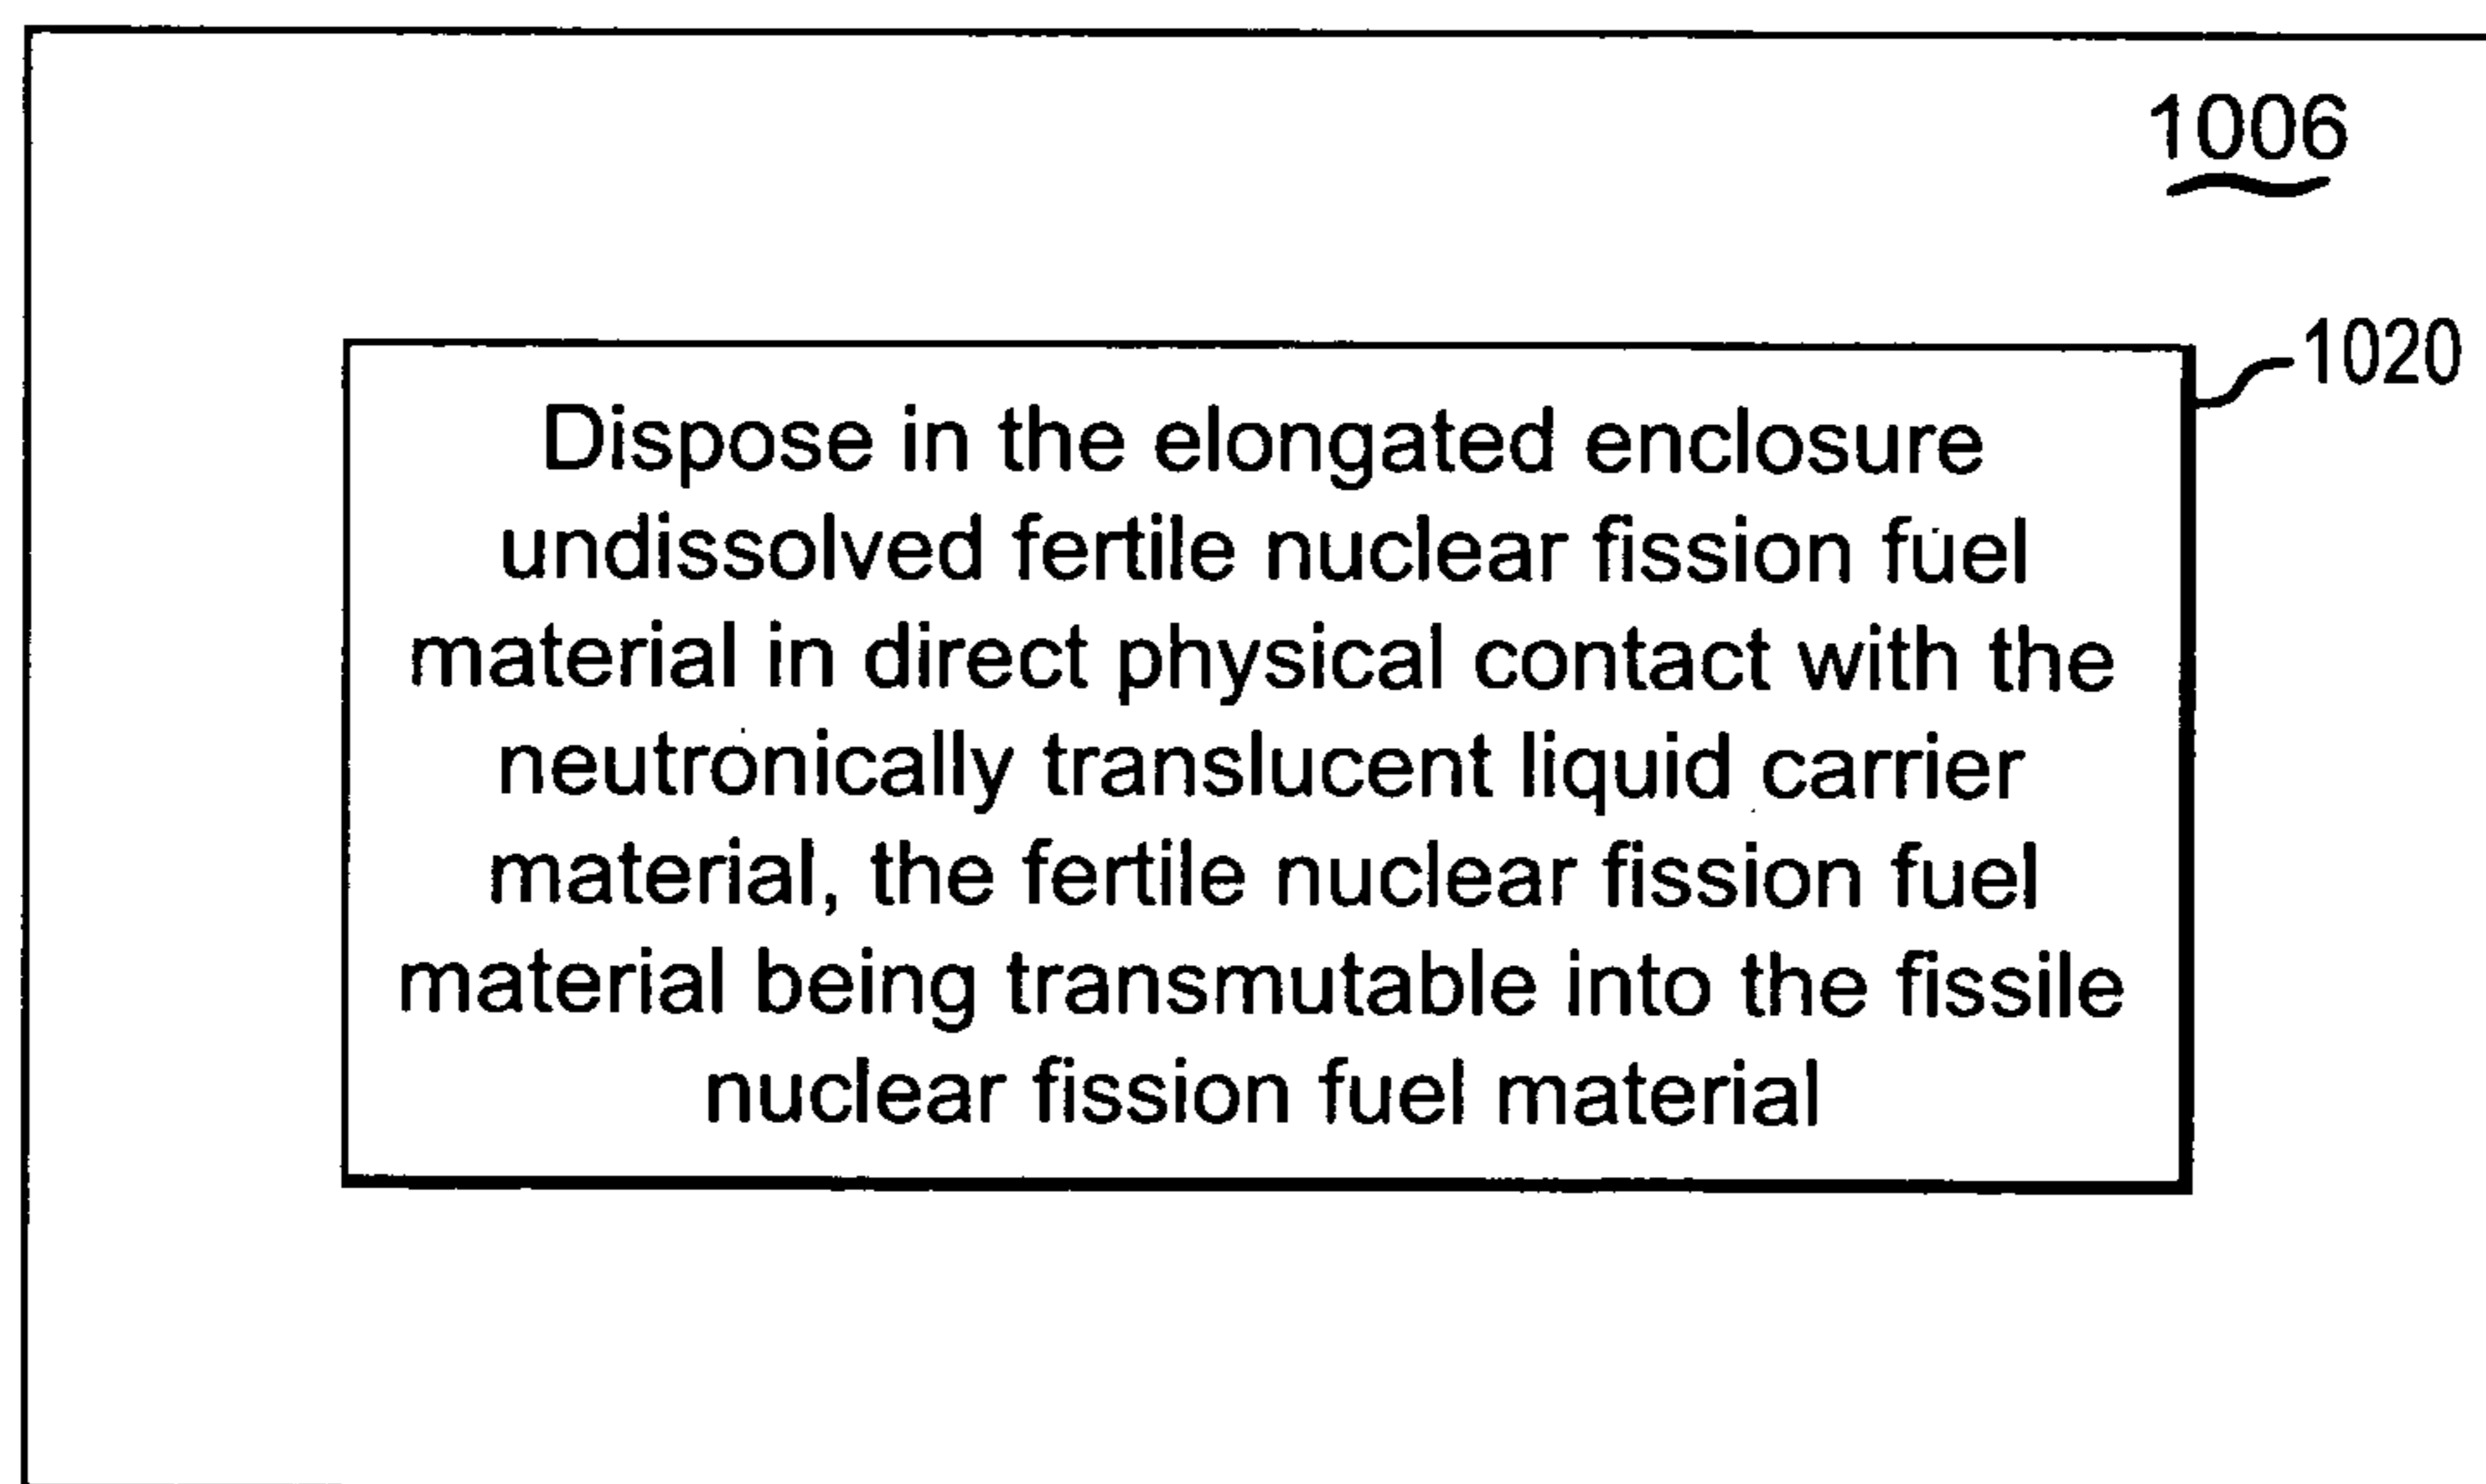 1006
1020
Dispose in the elongated enclosure
undissolved fertile nuclear fission fuel
material in direct physical contact with the
neutronically translucent liquid carrier
material, the fertile nuclear fission fuel
material being transmutable into the fissile
nuclear fission fuel material